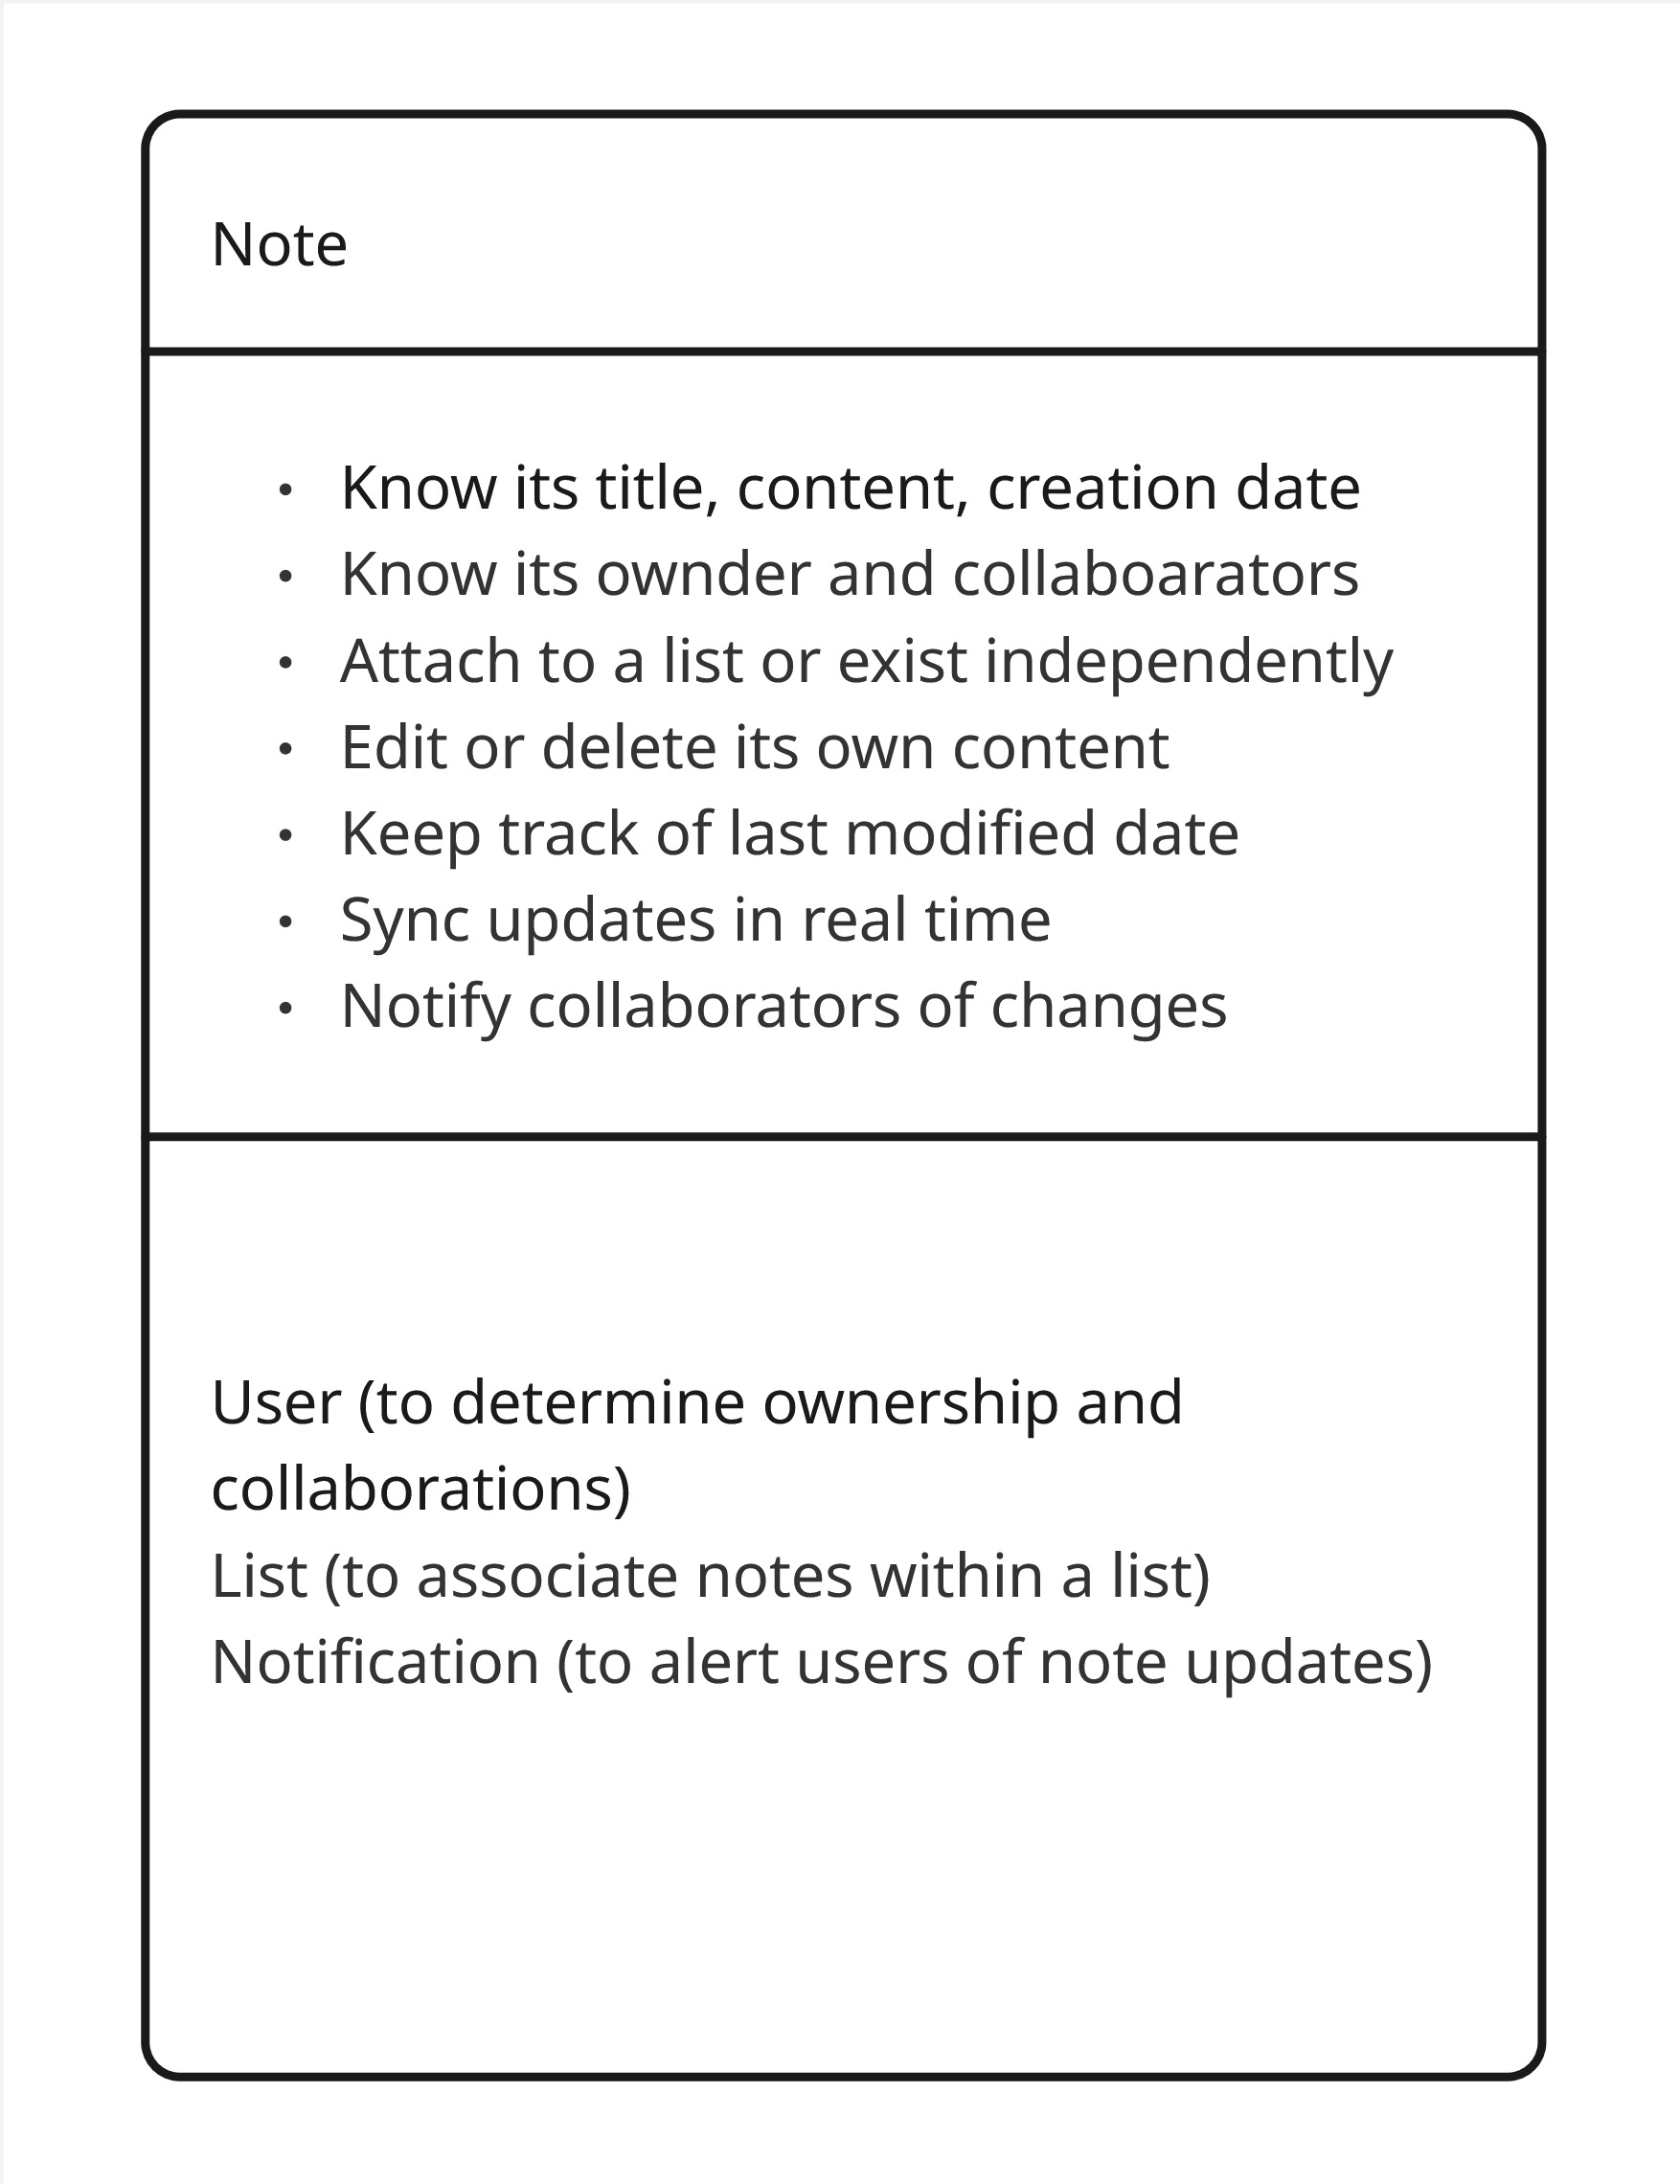 Note
• Know its title, content, creation date
• Know its ownder and collaboarators
• Attach to a list or exist independently
• Edit or delete its own content
• Keep track of last modified date
• Sync updates in real time
• Notify collaborators of changes
User (to determine ownership and
collaborations)
List (to associate notes within a list)
Notification (to alert users of note updates)